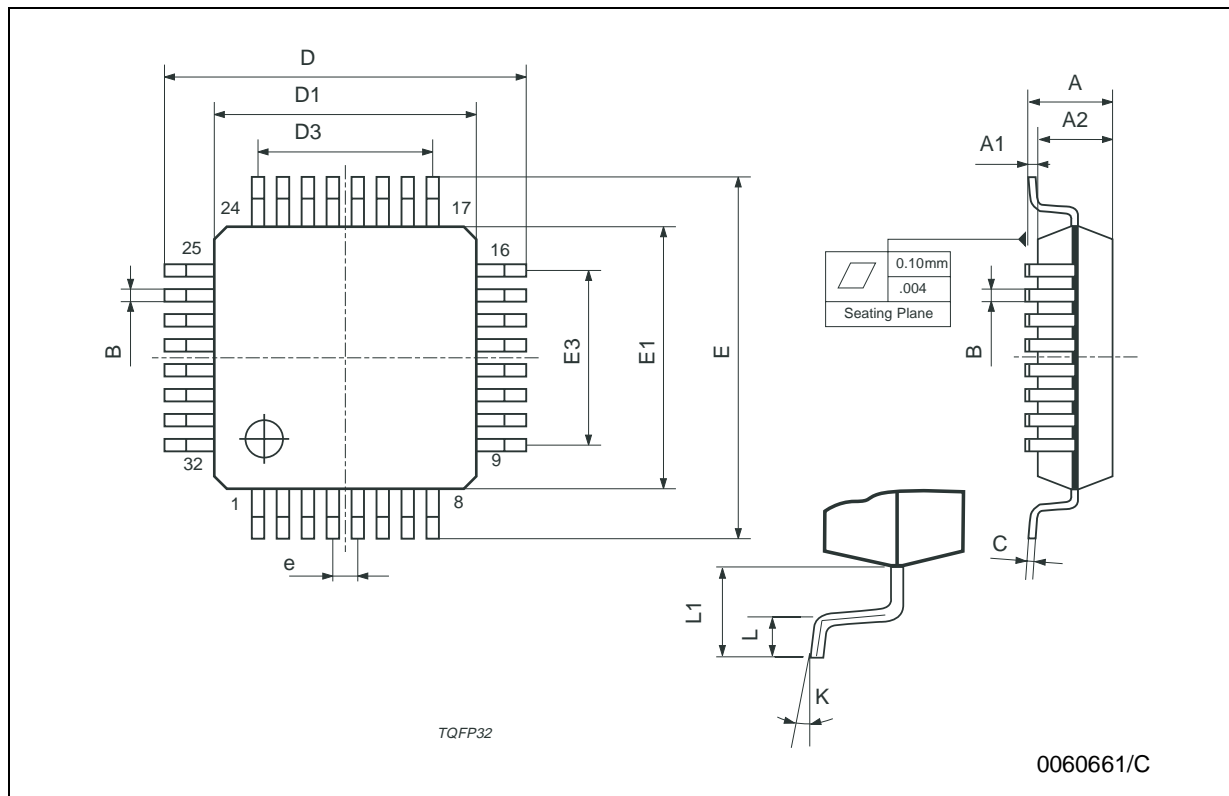 D
D1
D3
A
A2
A1
24
17
25
16
0.10mm
.004
Seating Plane
B
E3
E1
E
B
32
9
1
8
e
C
L1
L
K
TQFP32
0060661/C